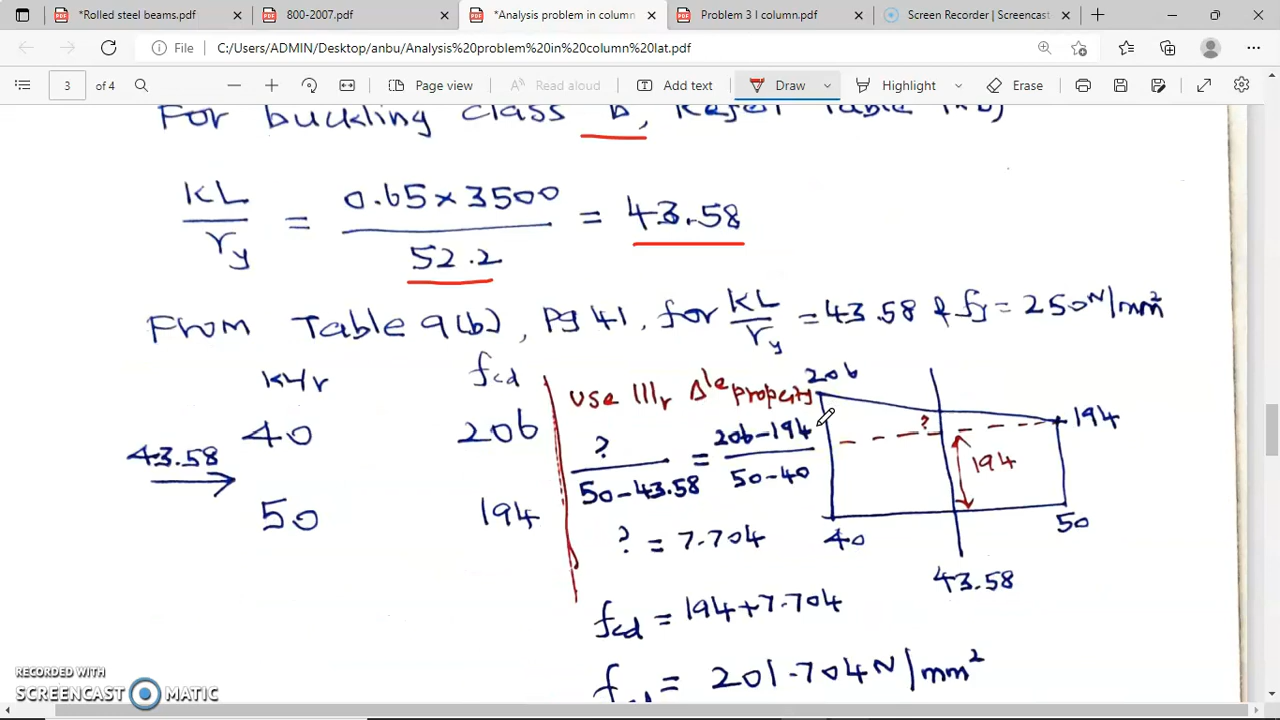 *Rolled steel beams.pdf
800-2007.pdf
*Analysis problem in column
Problem 3 I column.pdf
Screen Recorder | Screencast
File
C:/Users/ADMIN/Desktop/anbu/Analysis%20problem%20in%20column%20lat.pdf
3 of 4
Page view
Read aloud
Add text
Draw
Highlight
Erase
For buckling class b, Refer Table
KL/ry = 0.65×3500/52.2 = 43.58
From Table 9(b), Pg 41, for KL/ry = 43.58 & fy = 250 N/mm²
KL/r fcd
40 206
43.58
50 194
use lllr Δle property
?/50-43.58 = 206-194/50-40
? = 7.704
fcd = 194+7.704
= 201.704 N/mm²
206
194
?
194
40
50
43.58
RECORDED WITH
SCREENCAST MATIC